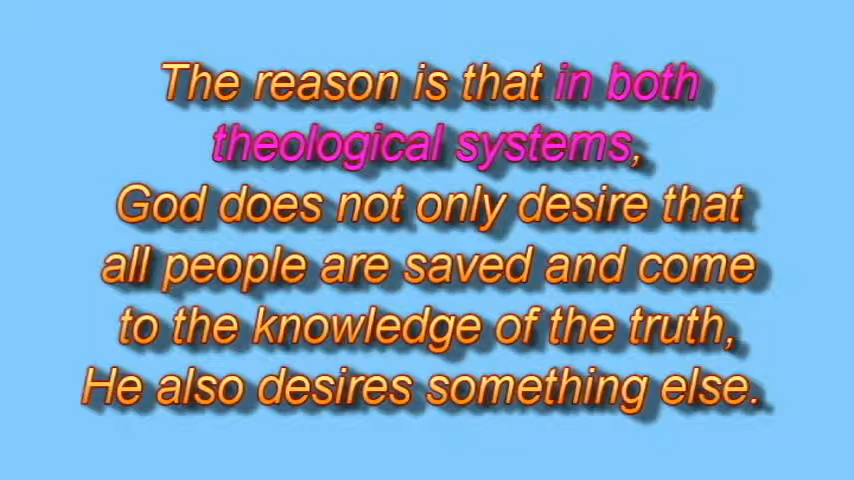 The reason is that in both
theological systems,
God does not only desire that
all people are saved and come
to the knowledge of the truth,
He also desires something else.